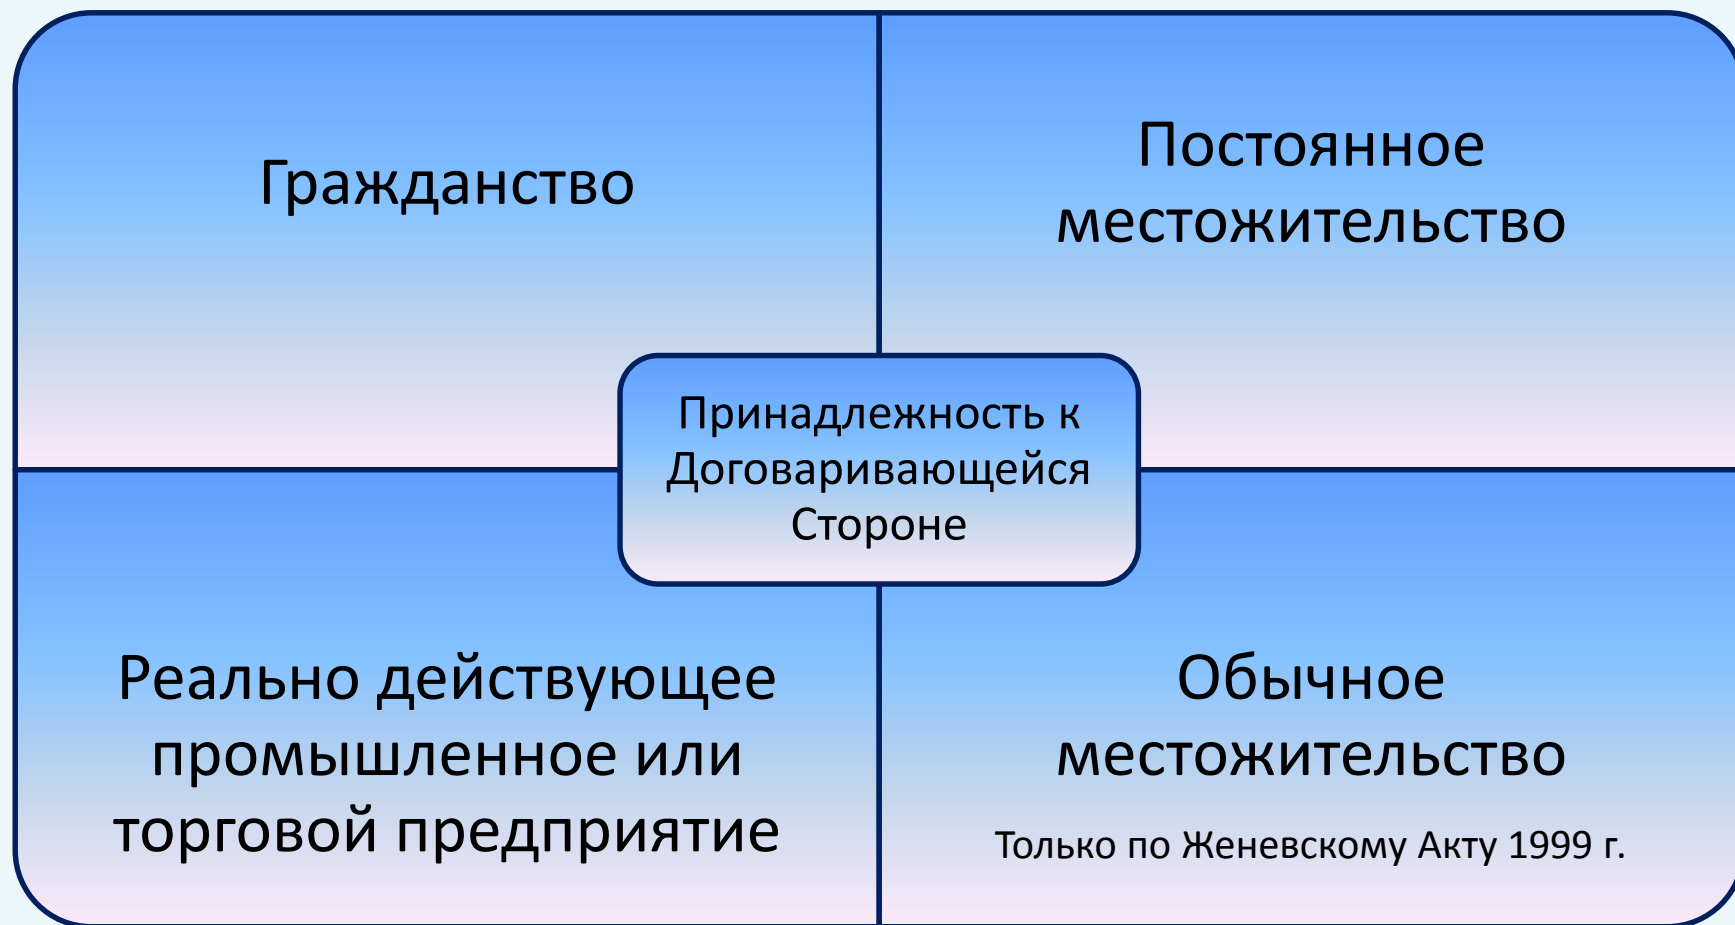 Гражданство
Постоянное
местожительство
Принадлежность к
Договаривающейся
Стороне
Реально действующее
промышленное или
торговой предприятие
Обычное
местожительство
Только по Женевскому Акту 1999 г.